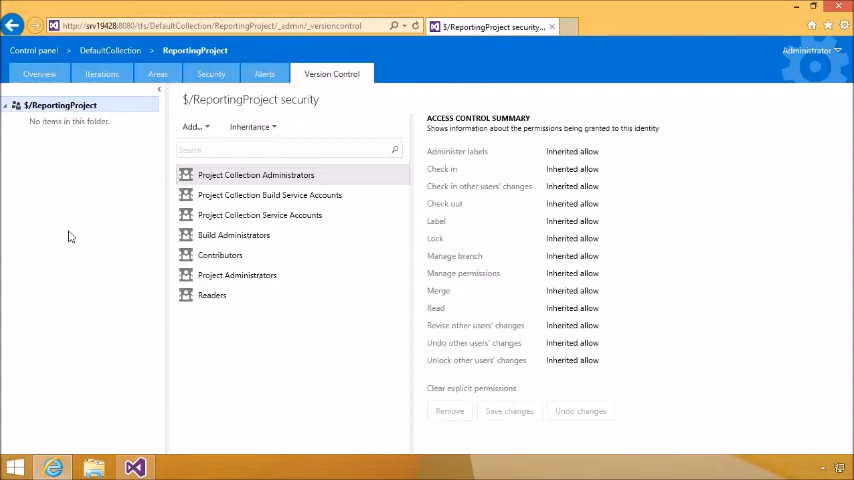 http://srv19428:8080/tfs/DefaultCollection/ReportingProject/_admin/_versioncontrol
$/ReportingProject security...
Control panel DefaultCollection ReportingProject
Administrator
Overview Iterations Areas Security Alerts Version Control
$/ReportingProject
No items in this folder.
$/ReportingProject security
Add... Inheritance
Search
Project Collection Administrators
Project Collection Build Service Accounts
Project Collection Service Accounts
Build Administrators
Contributors
Project Administrators
Readers
ACCESS CONTROL SUMMARY
Shows information about the permissions being granted to this identity
Administer labels Inherited allow
Check in Inherited allow
Check in other users' changes Inherited allow
Check out Inherited allow
Label Inherited allow
Lock Inherited allow
Manage branch Inherited allow
Manage permissions Inherited allow
Merge Inherited allow
Read Inherited allow
Revise other users' changes Inherited allow
Undo other users' changes Inherited allow
Unlock other users' changes Inherited allow
Clear explicit permissions
Remove Save changes Undo changes